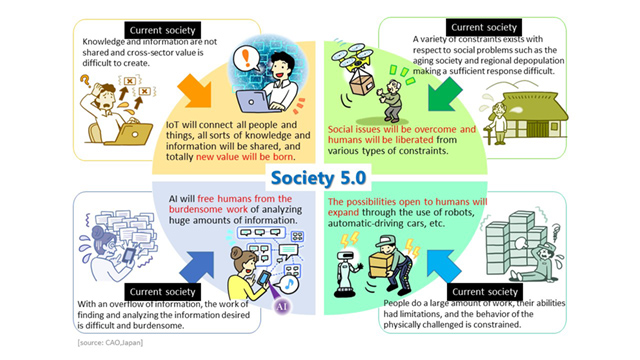 Current society
Knowledge and information are not
shared and cross-sector value is
difficult to create.
Current society
A variety of constraints exists with
respect to social problems such as the
aging society and regional depopulation
making a sufficient response difficult.
IoT will connect all people and
things, all sorts of knowledge and
information will be shared, and
totally new value will be born.
Social issues will be overcome and
humans will be liberated from
various types of constraints.
Society 5.0
AI will free humans from the
burdensome work of analyzing
huge amounts of information.
The possibilities open to humans will
expand through the use of robots,
automatic-driving cars, etc.
AI
Current society
With an overflow of information, the work of
finding and analyzing the information desired
is difficult and burdensome.
Current society
People do a large amount of work, their abilities
had limitations, and the behavior of the
physically challenged is constrained.
[source: CAO,Japan]